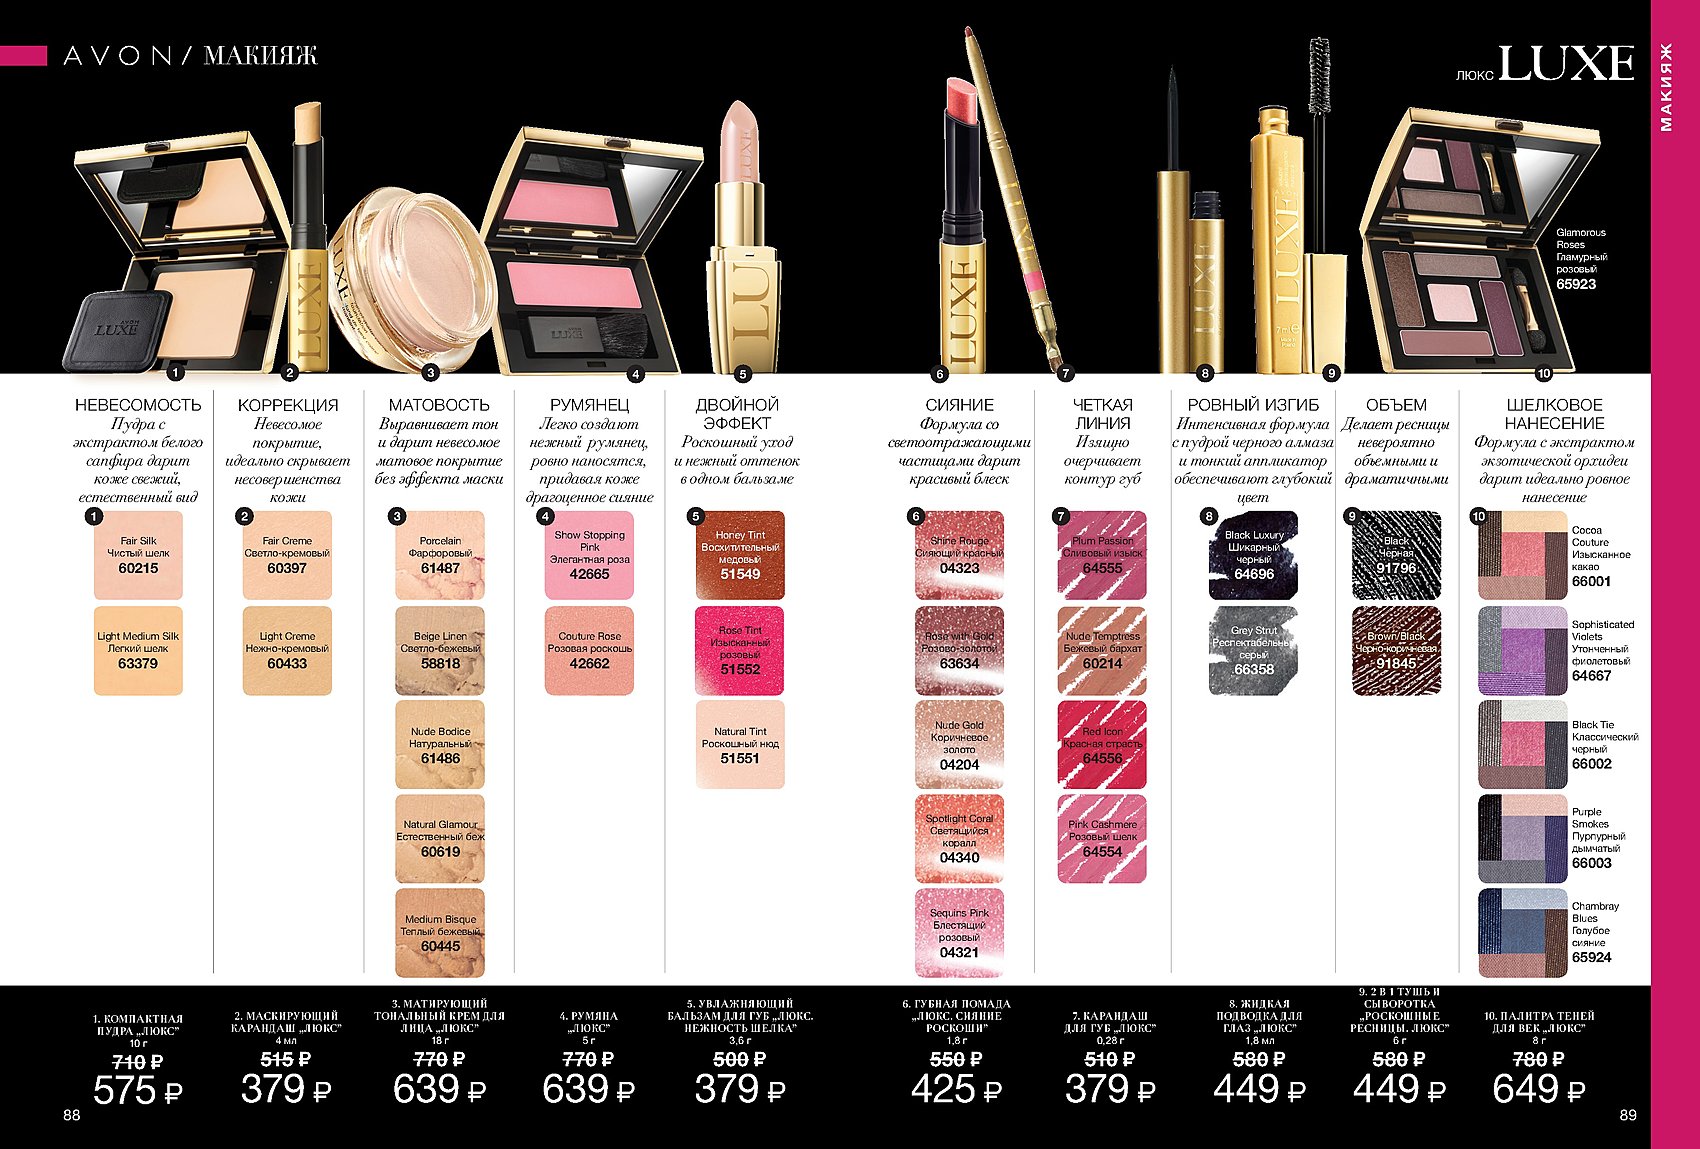 AVON/ МАКИЯЖ
ЛЮКС LUXE
МАКИЯЖ
Glamorous
Roses
Гламурный
розовый
65923
AVON
LUXE
LUXE
LUXE
LUXE
LUXE
LU
LUXE
LUXE
LUXE
LUXE
7 ml e
1
2
3
4
5
6
7
8
9
10
НЕВЕСОМОСТЬ
Пудра с
экстрактом белого
сапфира дарит
коже свежий,
естественный вид
КОРРЕКЦИЯ
Невесомое
покрытие,
идеально скрывает
несовершенства
кожи
МАТОВОСТЬ
Выравнивает тон
и дарит невесомое
матовое покрытие
без эффекта маски
РУМЯНЕЦ
Легко создают
нежный румянец,
ровно наносятся,
придавая коже
драгоценное сияние
ДВОЙНОЙ
ЭФФЕКТ
Роскошный уход
и нежный оттенок
в одном бальзаме
СИЯНИЕ
Формула со
светоотражающими
частицами дарит
красивый блеск
ЧЕТКАЯ
ЛИНИЯ
Изящно
очерчивает
контур губ
РОВНЫЙ ИЗГИБ
Интенсивная формула
с пудрой черного алмаза
и тонкий аппликатор
обеспечивают глубокий
цвет
ОБЪЕМ
Делает ресницы
невероятно
объемными и
драматичными
ШЕЛКОВОЕ
НАНЕСЕНИЕ
Формула с экстрактом
экзотической орхидеи
дарит идеально ровное
нанесение
1
Fair Silk
Чистый шелк
60215
Light Medium Silk
Легкий шелк
63379
2
Fair Creme
Светло-кремовый
60397
Light Creme
Нежно-кремовый
60433
3
Porcelain
Фарфоровый
61487
Beige Linen
Светло-бежевый
58818
Nude Bodice
Натуральный
61486
Natural Glamour
Естественный беж
60619
Medium Bisque
Теплый бежевый
60445
4
Show Stopping
Pink
Элегантная роза
42665
Couture Rose
Розовая роскошь
42662
5
Honey Tint
Восхитительный
медовый
51549
Rose Tint
Изысканный
розовый
51552
Natural Tint
Роскошный нюд
51551
6
Shine Rouge
Сияющий красный
04323
Rose with Gold
Розово-золотой
63634
Nude Gold
Коричневое
золото
04204
Spotlight Coral
Светящийся
коралл
04340
Sequins Pink
Блестящий
розовый
04321
7
Plum Passion
Сливовый изыск
64555
Nude Temptress
Бежевый бархат
60214
Red Icon
Красная страсть
64556
Pink Cashmere
Розовый шелк
64554
8
Black Luxury
Шикарный
черный
64696
Grey Strut
Респектабельный
серый
66358
9
Black
Черная
91796
Brown/Black
Черно-коричневая
91845
10
Cocoa
Couture
Изысканное
какао
66001
Sophisticated
Violets
Утонченный
фиолетовый
64667
Black Tie
Классический
черный
66002
Purple
Smokes
Пурпурный
дымчатый
66003
Chambray
Blues
Голубое
сияние
65924
1. КОМПАКТНАЯ
ПУДРА „ЛЮКС”
10 г
710 ₽
575 ₽
2. МАСКИРУЮЩИЙ
КАРАНДАШ „ЛЮКС”
4 мл
515 ₽
379 ₽
3. МАТИРУЮЩИЙ
ТОНАЛЬНЫЙ КРЕМ ДЛЯ
ЛИЦА „ЛЮКС”
18 г
770 ₽
639 ₽
4. РУМЯНА
„ЛЮКС”
5 г
770 ₽
639 ₽
5. УВЛАЖНЯЮЩИЙ
БАЛЬЗАМ ДЛЯ ГУБ „ЛЮКС.
НЕЖНОСТЬ ШЕЛКА”
3,6 г
500 ₽
379 ₽
6. ГУБНАЯ ПОМАДА
„ЛЮКС. СИЯНИЕ
РОСКОШИ”
1,8 г
550 ₽
425 ₽
7. КАРАНДАШ
ДЛЯ ГУБ „ЛЮКС”
0,28 г
510 ₽
379 ₽
8. ЖИДКАЯ
ПОДВОДКА ДЛЯ
ГЛАЗ „ЛЮКС”
1,8 мл
580 ₽
449 ₽
9. 2 В 1 ТУШЬ И
СЫВОРОТКА
„РОСКОШНЫЕ
РЕСНИЦЫ. ЛЮКС”
6 г
580 ₽
449 ₽
10. ПАЛИТРА ТЕНЕЙ
ДЛЯ ВЕК „ЛЮКС”
8 г
780 ₽
649 ₽
88
89